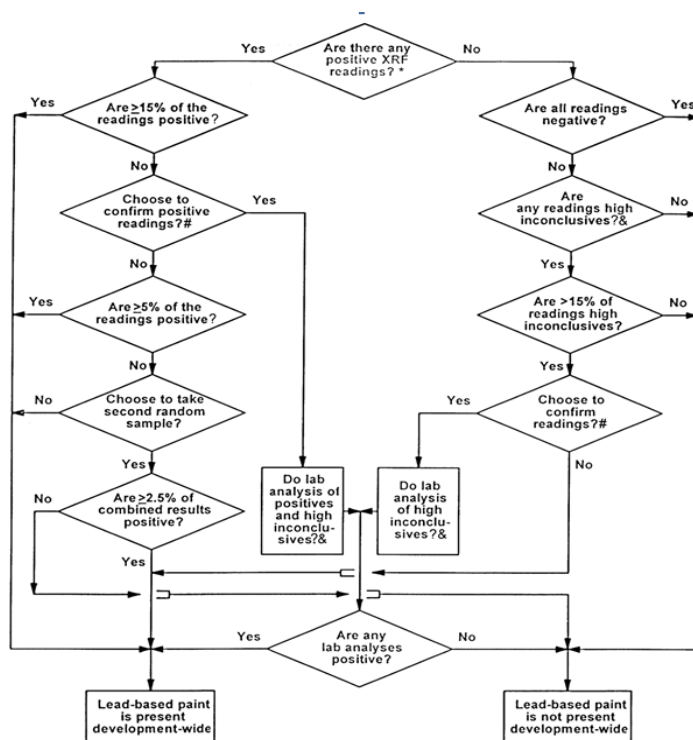 Yes
Are there any
positive XRF
readings? *
No
Yes
Are ≥15% of the
readings positive?
Are all readings
negative?
Yes
No
No
Choose to
confirm positive
readings?#
Yes
Are
any readings high
inconclusives?&
No
No
Yes
Yes
Are ≥5% of the
readings positive?
Are >15% of
readings high
inconclusives?
No
No
Yes
No
Choose to take
second random
sample?
Yes
Choose to
confirm
readings?#
Yes
No
No
Are ≥2.5% of
combined results
positive?
Do lab
analysis of
positives
and high
inconclu-
sives?&
Do lab
analysis
of high
inconclu-
sives?&
Yes
Yes
Are any
lab analyses
positive?
No
Lead-based paint
is present
development-wide
Lead-based paint
is not present
development-wide